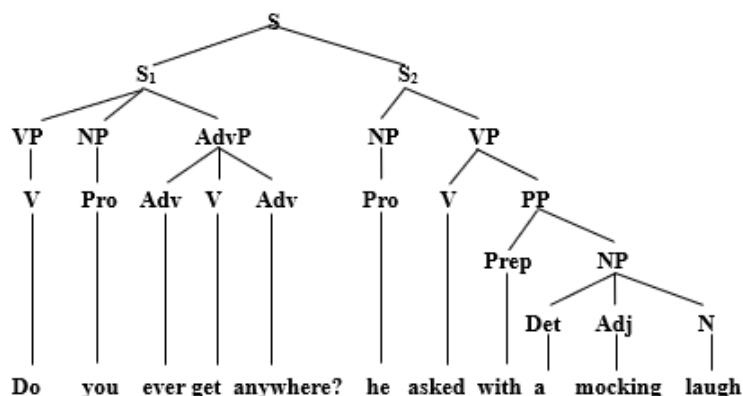 S
S₁ S₂
VP NP AdvP NP VP
V Pro Adv V Adv Pro V PP
Prep NP
Det Adj N
Do you ever get anywhere? he asked with a mocking laugh